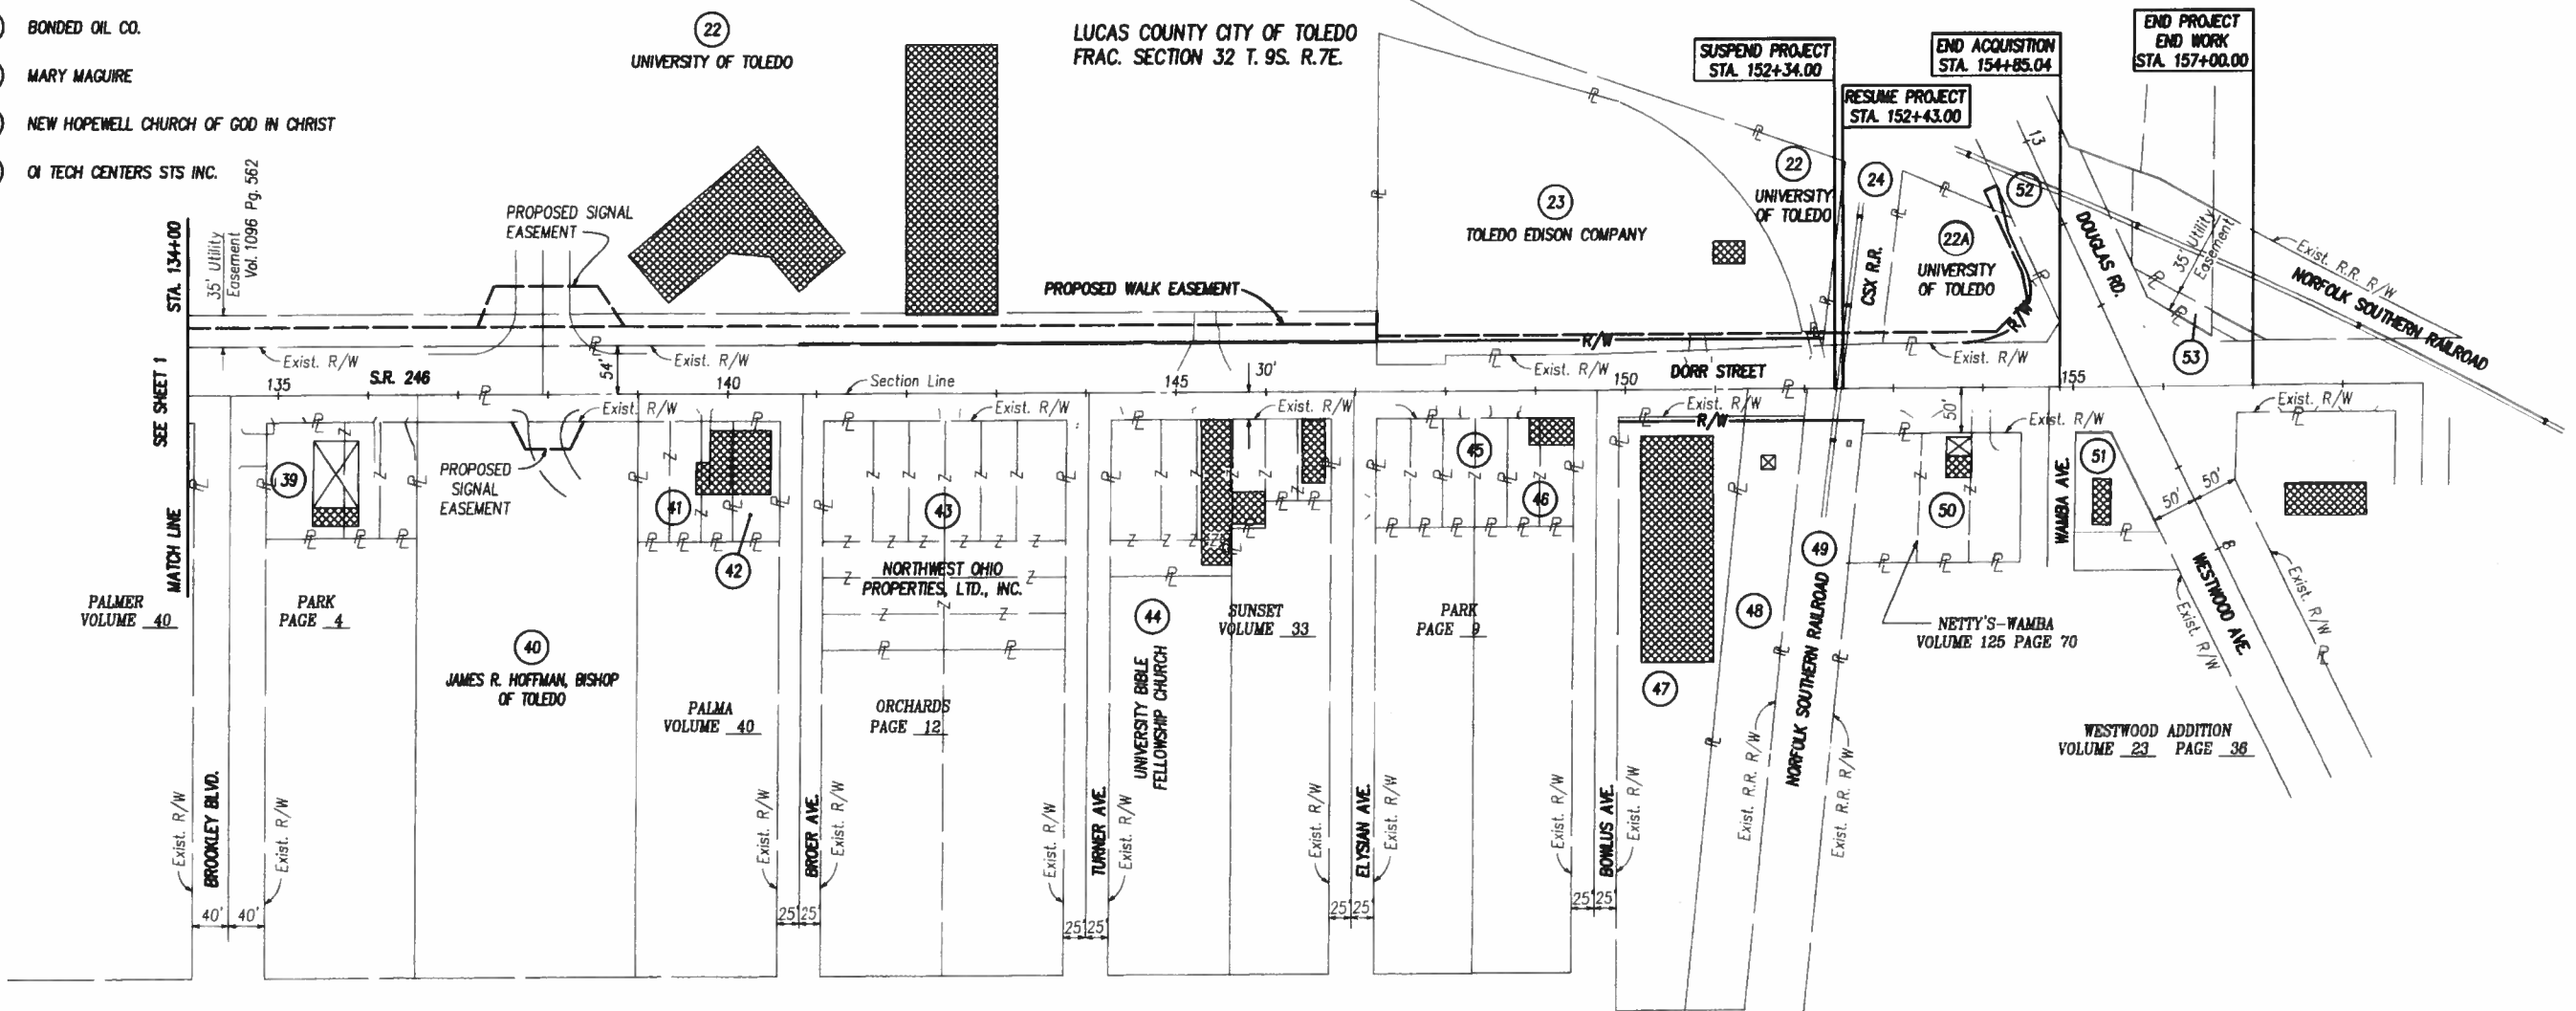 BONDED OIL CO.
MARY MAGUIRE
NEW HOPEWELL CHURCH OF GOD IN CHRIST
OI TECH CENTERS STS INC.
22
UNIVERSITY OF TOLEDO
LUCAS COUNTY CITY OF TOLEDO
FRAC. SECTION 32 T. 9S. R.7E.
SUSPEND PROJECT
STA. 152+34.00
RESUME PROJECT
STA. 152+43.00
END ACQUISITION
STA. 154+85.04
END PROJECT
END WORK
STA. 157+00.00
MATCH LINE SEE SHEET 1 STA. 134+00
35' Utility
Easement
Vol. 1096 Pg. 562
PROPOSED SIGNAL
EASEMENT
PROPOSED WALK EASEMENT
23
TOLEDO EDISON COMPANY
22
UNIVERSITY
OF TOLEDO
24
CSX R.R.
22A
UNIVERSITY
OF TOLEDO
52
13
DOUGLAS RD.
35' Utility
Easement
53
Exist. R.R. R/W
NORFOLK SOUTHERN RAILROAD
R/W
R/W
Exist. R/W
54'
Exist. R/W
Exist. R/W
Exist. R/W
135
S.R. 246
140
Section Line
145
30'
150
DORR STREET
155
Exist. R/W
Exist. R/W
Exist. R/W
Exist. R/W
R/W
50'
Exist. R/W
Exist. R/W
39
PROPOSED
SIGNAL
EASEMENT
41
42
43
NORTHWEST OHIO
PROPERTIES, LTD., INC.
45
46
49
50
51
50'
50'
8
WAMBA AVE.
WESTWOOD AVE.
Exist. R/W
Exist. R/W
PALMER
VOLUME 40
PARK
PAGE 4
40
JAMES R. HOFFMAN, BISHOP
OF TOLEDO
PALMA
VOLUME 40
ORCHARDS
PAGE 12
44
UNIVERSITY BIBLE
FELLOWSHIP CHURCH
SUNSET
VOLUME 33
PARK
PAGE 9
47
48
NORFOLK SOUTHERN RAILROAD
NETTY'S-WAMBA
VOLUME 125 PAGE 70
WESTWOOD ADDITION
VOLUME 23 PAGE 36
Exist. R/W
BROOKLEY BLVD.
Exist. R/W
Exist. R/W
BROER AVE.
Exist. R/W
Exist. R/W
TURNER AVE.
Exist. R/W
Exist. R/W
ELYSIAN AVE.
Exist. R/W
Exist. R/W
BOWLUS AVE.
Exist. R/W
Exist. R.R. R/W
Exist. R.R. R/W
40' 40'
25' 25'
25' 25'
25' 25'
25' 25'